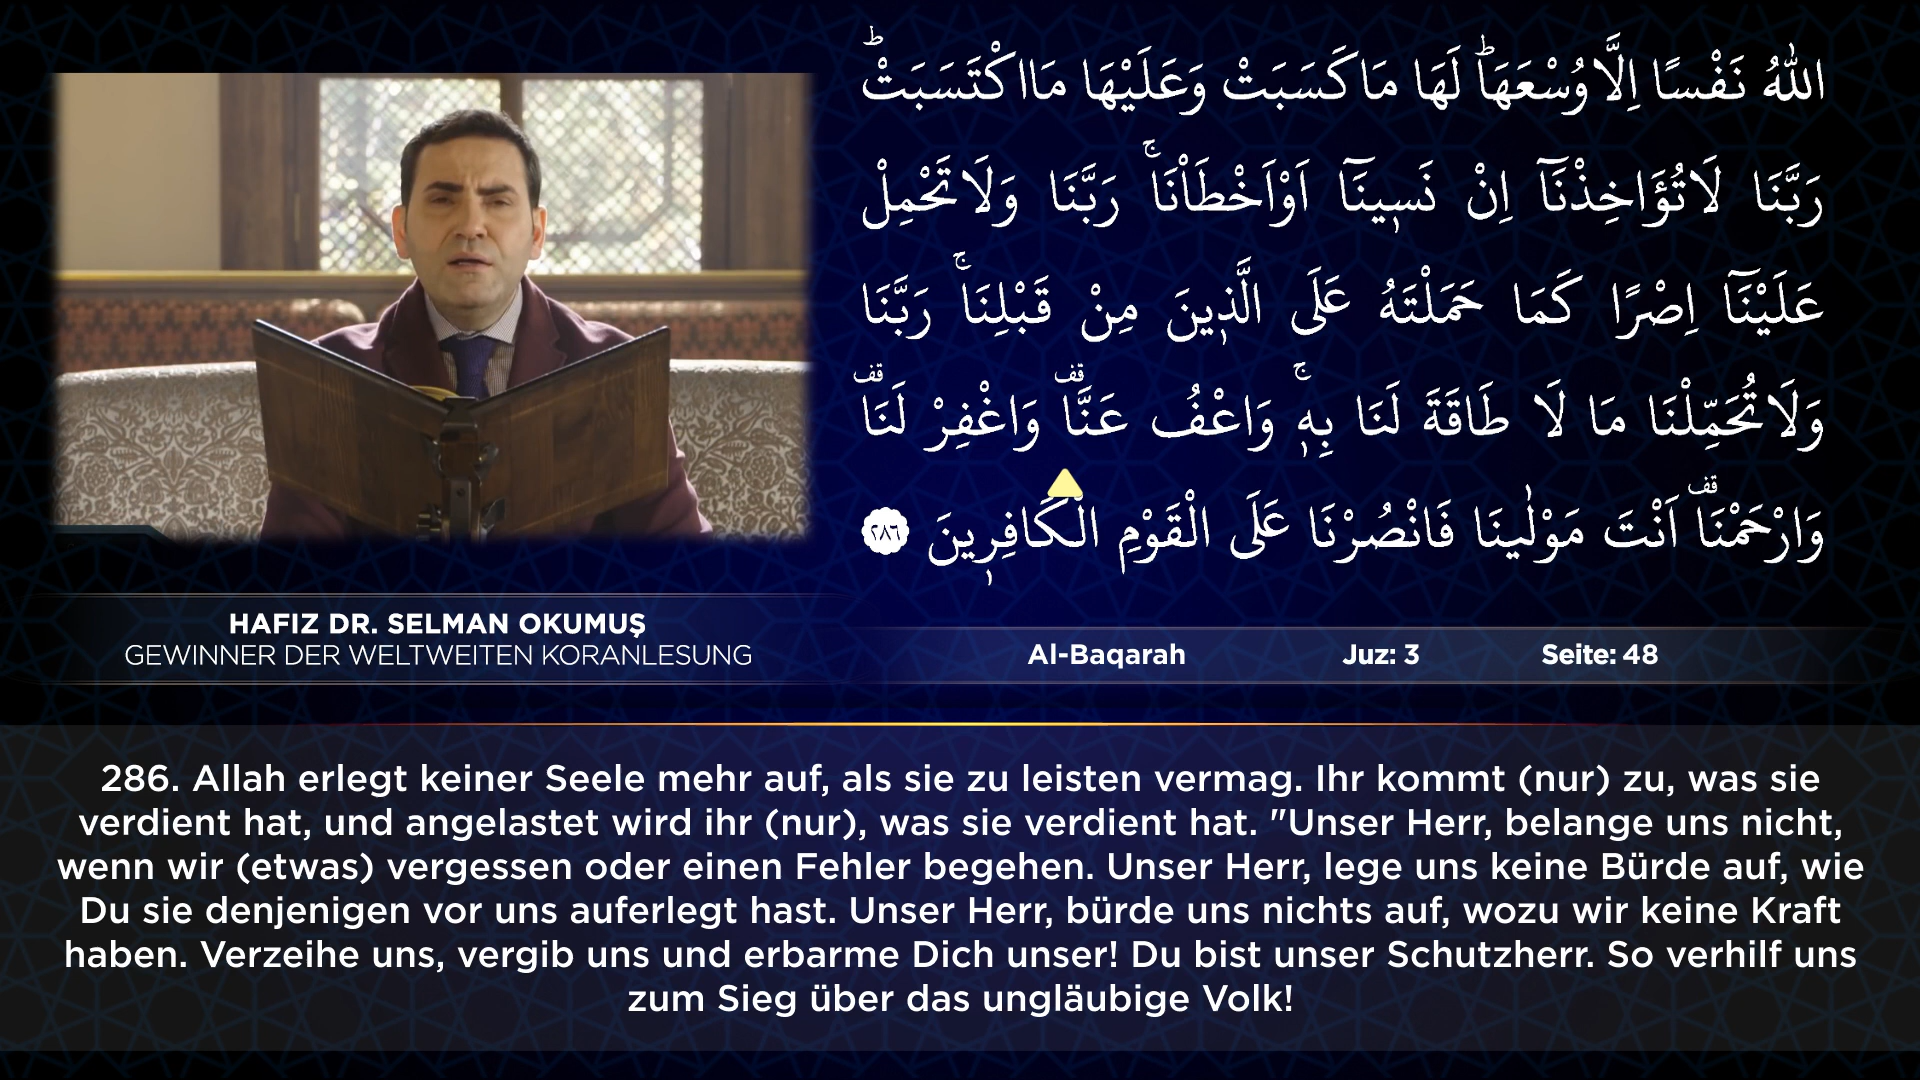 اللّٰهُ نَفْسًا اِلَّا وُسْعَهَاۜ لَهَا مَا كَسَبَتْ وَعَلَيْهَا مَا اكْتَسَبَتْۜ
رَبَّنَا لَا تُؤَاخِذْنَٓا اِنْ نَسٖينَٓا اَوْ اَخْطَاْنَاۚ رَبَّنَا وَلَا تَحْمِلْ
عَلَيْنَٓا اِصْرًا كَمَا حَمَلْتَهُ عَلَى الَّذٖينَ مِنْ قَبْلِنَاۚ رَبَّنَا
وَلَا تُحَمِّلْنَا مَا لَا طَاقَةَ لَنَا بِهٖۚ وَاعْفُ عَنَّا۠ وَاغْفِرْ لَنَا۠
وَارْحَمْنَا۠ اَنْتَ مَوْلٰينَا فَانْصُرْنَا عَلَى الْقَوْمِ الْكَافِرٖينَ ٢٨٦
HAFIZ DR. SELMAN OKUMUŞ
GEWINNER DER WELTWEITEN KORANLESUNG
Al-Baqarah Juz: 3 Seite: 48
286. Allah erlegt keiner Seele mehr auf, als sie zu leisten vermag. Ihr kommt (nur) zu, was sie
verdient hat, und angelastet wird ihr (nur), was sie verdient hat. "Unser Herr, belange uns nicht,
wenn wir (etwas) vergessen oder einen Fehler begehen. Unser Herr, lege uns keine Bürde auf, wie
Du sie denjenigen vor uns auferlegt hast. Unser Herr, bürde uns nichts auf, wozu wir keine Kraft
haben. Verzeihe uns, vergib uns und erbarme Dich unser! Du bist unser Schutzherr. So verhilf uns
zum Sieg über das ungläubige Volk!